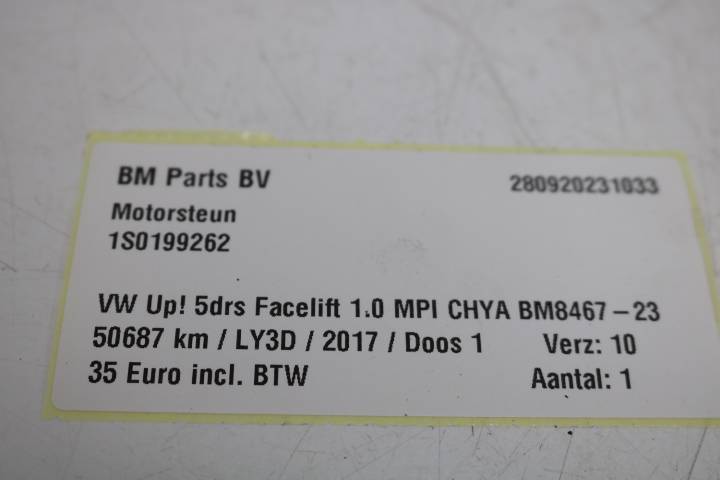 BM Parts BV 280920231033
Motorsteun
1S0199262
VW Up! 5drs Facelift 1.0 MPI CHYA BM8467-23
50687 km / LY3D / 2017 / Doos 1 Verz: 10
35 Euro incl. BTW Aantal: 1